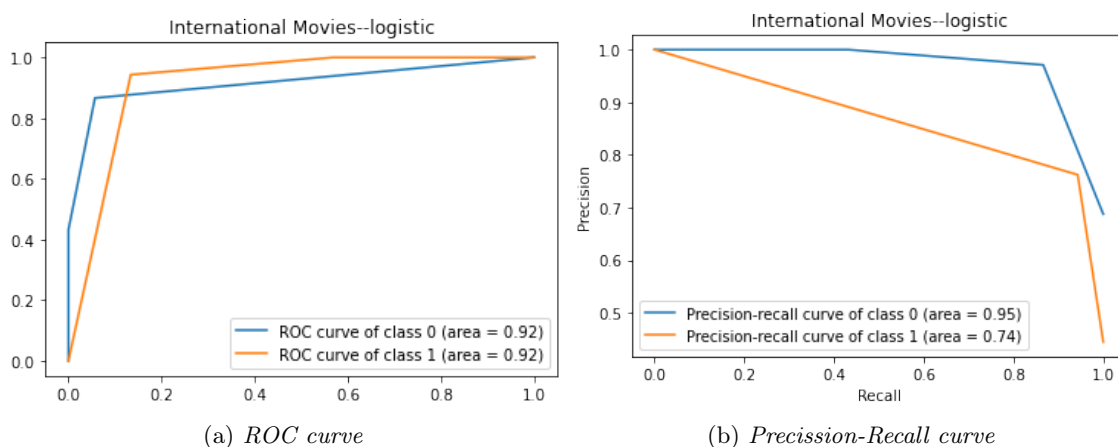 International Movies--logistic
1.0
0.8
0.6
0.4
0.2
0.0
0.0 0.2 0.4 0.6 0.8 1.0
ROC curve of class 0 (area = 0.92)
ROC curve of class 1 (area = 0.92)
(a) ROC curve
International Movies--logistic
Precision
1.0
0.9
0.8
0.7
0.6
0.5
0.0 0.2 0.4 0.6 0.8 1.0
Recall
Precision-recall curve of class 0 (area = 0.95)
Precision-recall curve of class 1 (area = 0.74)
(b) Precission-Recall curve